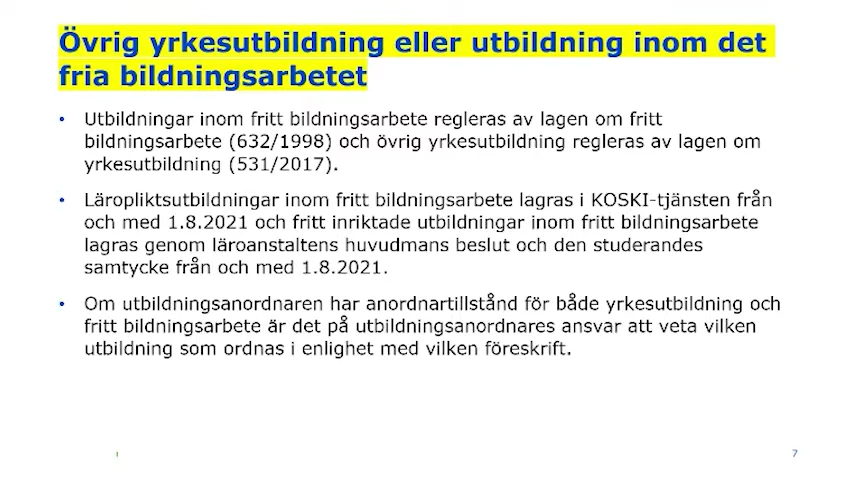 Övrig yrkesutbildning eller utbildning inom det
fria bildningsarbetet
• Utbildningar inom fritt bildningsarbete regleras av lagen om fritt
bildningsarbete (632/1998) och övrig yrkesutbildning regleras av lagen om
yrkesutbildning (531/2017).
• Läropliktsutbildningar inom fritt bildningsarbete lagras i KOSKI-tjänsten från
och med 1.8.2021 och fritt inriktade utbildningar inom fritt bildningsarbete
lagras genom läroanstaltens huvudmans beslut och den studerandes
samtycke från och med 1.8.2021.
• Om utbildningsanordnaren har anordnartillstånd för både yrkesutbildning och
fritt bildningsarbete är det på utbildningsanordnares ansvar att veta vilken
utbildning som ordnas i enlighet med vilken föreskrift.
7